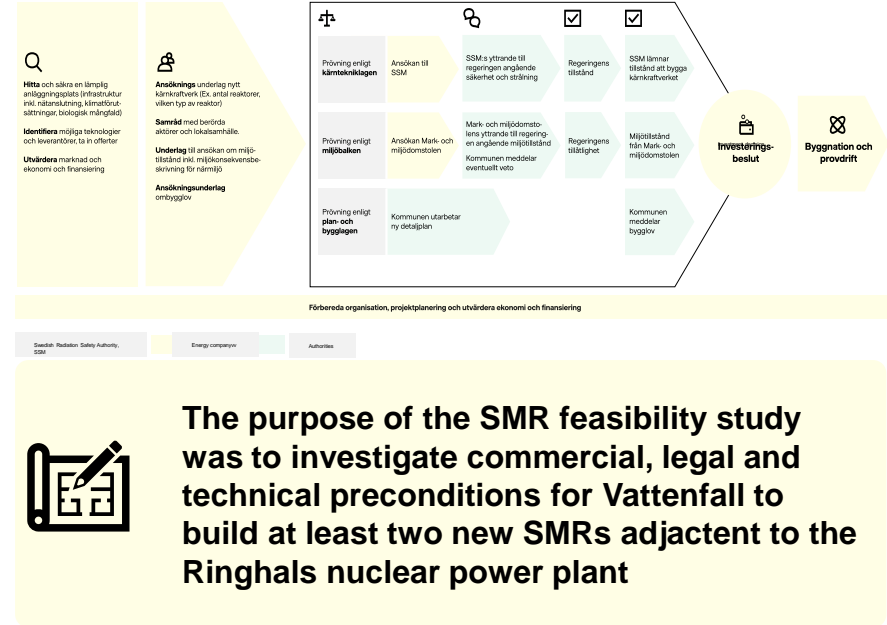 Hitta och säkra en lämplig
anläggningsplats (infrastruktur
inkl. nätanslutning, klimatförut-
sättningar, biologisk mångfald)
Identifiera möjliga teknologier
och leverantörer, ta in offerter
Utvärdera marknad och
ekonomi och finansiering
Ansöknings underlag nytt
kärnkraftverk (Ex. antal reaktorer,
vilken typ av reaktor)
Samråd med berörda
aktörer och lokalsamhälle.
Underlag till ansökan om miljö-
tillstånd inkl. miljökonsekvensbe-
skrivning för närmiljö
Ansökningsunderlag
ombygglov
Prövning enligt
kärntekniklagen
Ansökan till
SSM
SSM:s yttrande till
regeringen angående
säkerhet och strålning
Regeringens
tillstånd
SSM lämnar
tillstånd att bygga
kärnkraftverket
Prövning enligt
miljöbalken
Ansökan Mark- och
miljödomstolen
Mark- och miljödomsto-
lens yttrande till regering-
en angående miljötillstånd
Kommunen meddelar
eventuellt veto
Regeringens
tillåtlighet
Miljötillstånd
från Mark- och
miljödomstolen
Prövning enligt
plan- och
bygglagen
Kommunen utarbetar
ny detaljplan
Kommunen
meddelar
bygglov
Investerings-
beslut
Byggnation och
provdrift
Förbereda organisation, projektplanering och utvärdera ekonomi och finansiering
Swedish Radiation Safety Authority,
SSM
Energy companyvv
Authorities
The purpose of the SMR feasibility study
was to investigate commercial, legal and
technical preconditions for Vattenfall to
build at least two new SMRs adjactent to the
Ringhals nuclear power plant